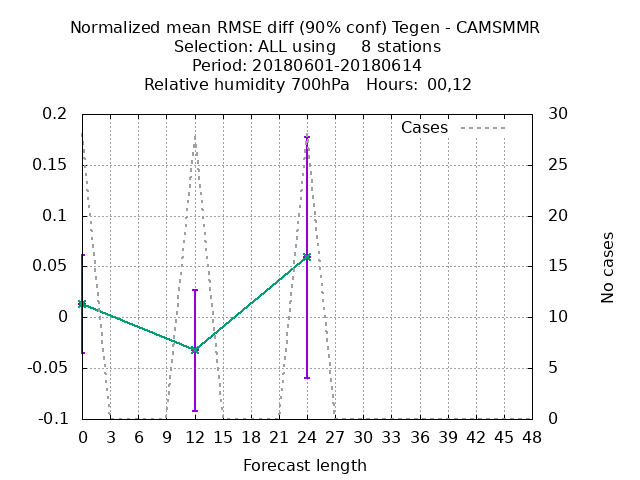 Normalized mean RMSE diff (90% conf) Tegen - CAMSMMR
Selection: ALL using     8 stations
Period: 20180601-20180614
Relative humidity 700hPa   Hours:  00,12
Cases
0.2
0.15
0.1
0.05
0
-0.05
-0.1
30
25
20
15
10
5
0
No cases
0 3 6 9 12 15 18 21 24 27 30 33 36 39 42 45 48
Forecast length